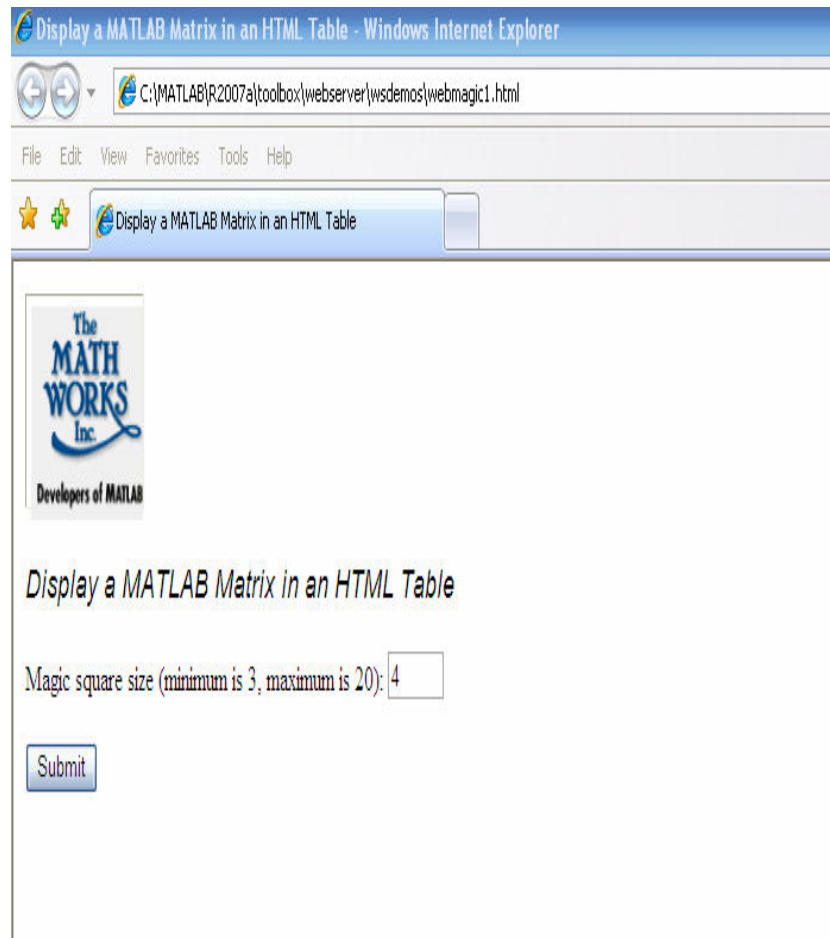 Display a MATLAB Matrix in an HTML Table - Windows Internet Explorer
C:\MATLAB\R2007a\toolbox\webserver\wsdemos\webmagic1.html
File Edit View Favorites Tools Help
Display a MATLAB Matrix in an HTML Table
The
MATH
WORKS
Inc.
Developers of MATLAB
Display a MATLAB Matrix in an HTML Table
Magic square size (minimum is 3, maximum is 20): 4
Submit